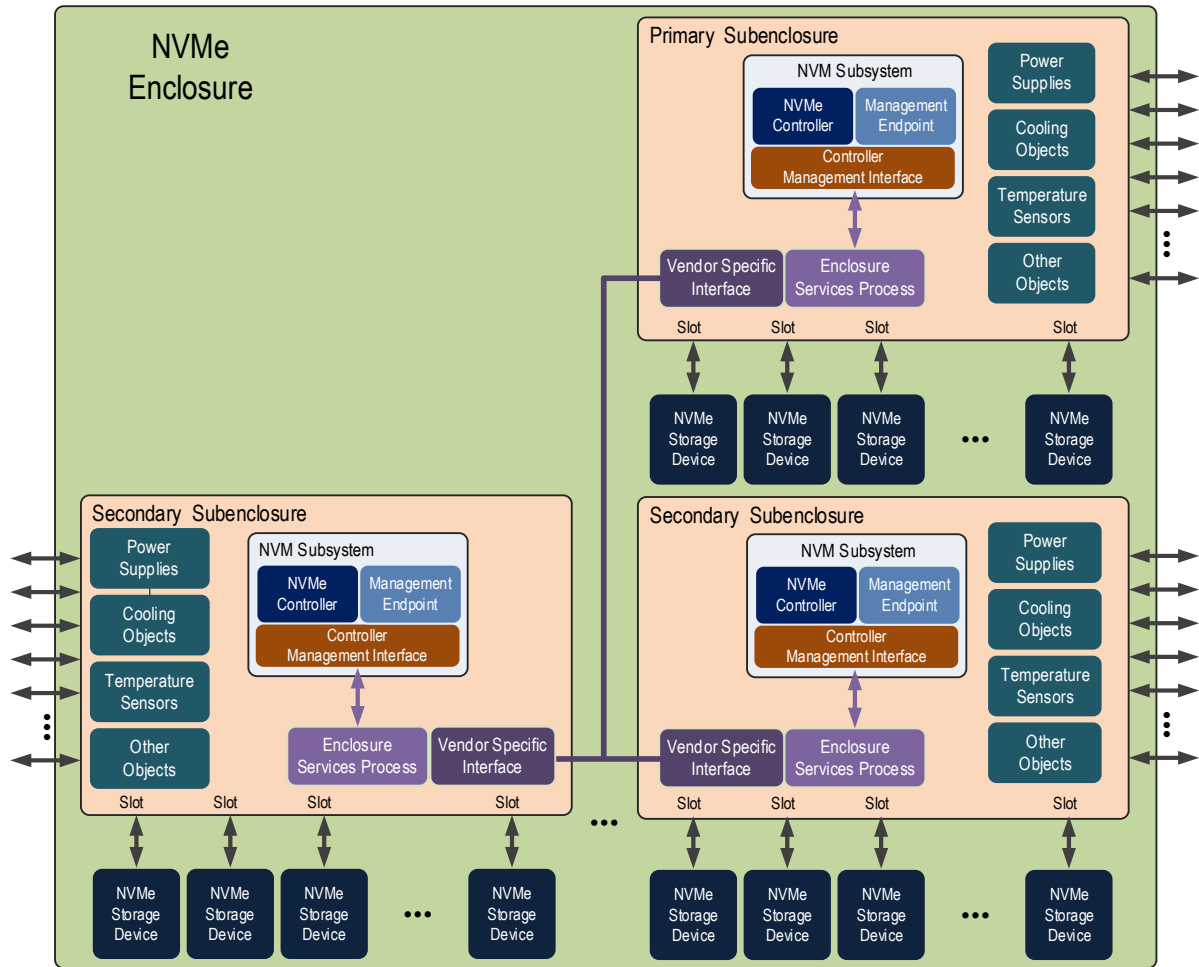 NVMe
Enclosure
Primary Subenclosure
NVM Subsystem
NVMe
Controller
Management
Endpoint
Controller
Management Interface
Power
Supplies
Cooling
Objects
Temperature
Sensors
Other
Objects
Vendor Specific
Interface
Enclosure
Services Process
Slot
Slot
Slot
Slot
...
NVMe
Storage
Device
NVMe
Storage
Device
NVMe
Storage
Device
...
NVMe
Storage
Device
Secondary Subenclosure
Power
Supplies
Cooling
Objects
Temperature
Sensors
Other
Objects
NVM Subsystem
NVMe
Controller
Management
Endpoint
Controller
Management Interface
Enclosure
Services Process
Vendor Specific
Interface
Slot
Slot
Slot
Slot
...
NVMe
Storage
Device
NVMe
Storage
Device
NVMe
Storage
Device
...
NVMe
Storage
Device
...
Secondary Subenclosure
NVM Subsystem
NVMe
Controller
Management
Endpoint
Controller
Management Interface
Power
Supplies
Cooling
Objects
Temperature
Sensors
Other
Objects
Vendor Specific
Interface
Enclosure
Services Process
Slot
Slot
Slot
Slot
...
NVMe
Storage
Device
NVMe
Storage
Device
NVMe
Storage
Device
...
NVMe
Storage
Device